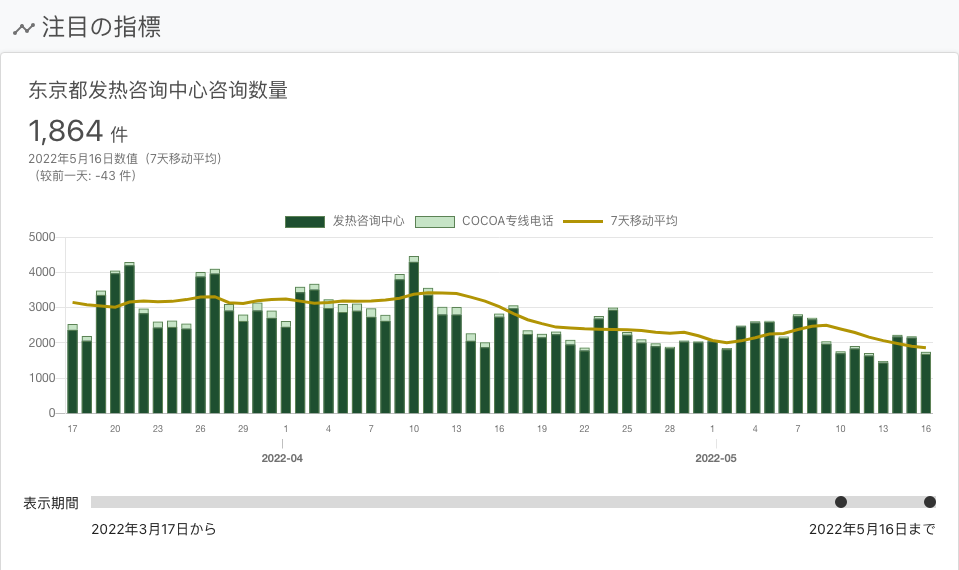 注目の指標
东京都发热咨询中心咨询数量
1,864 件
2022年5月16日数值（7天移动平均）
（较前一天: -43 件）
发热咨询中心 COCOA专线电话 7天移动平均
5000
4000
3000
2000
1000
0
17 20 23 26 29 1 4 7 10 13 16 19 22 25 28 1 4 7 10 13 16
2022-04 2022-05
表示期間
2022年3月17日から 2022年5月16日まで